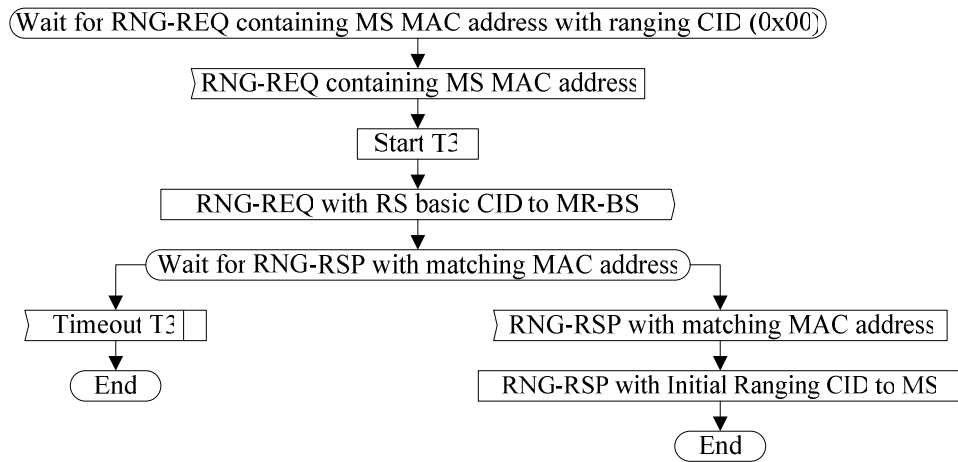 Wait for RNG-REQ containing MS MAC address with ranging CID (0x00)
RNG-REQ containing MS MAC address
Start T3
RNG-REQ with RS basic CID to MR-BS
Wait for RNG-RSP with matching MAC address
Timeout T3
RNG-RSP with matching MAC address
End
RNG-RSP with Initial Ranging CID to MS
End